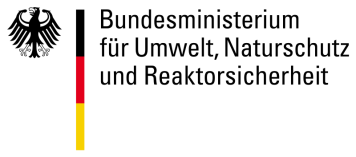 Bundesministerium
für Umwelt, Naturschutz
und Reaktorsicherheit